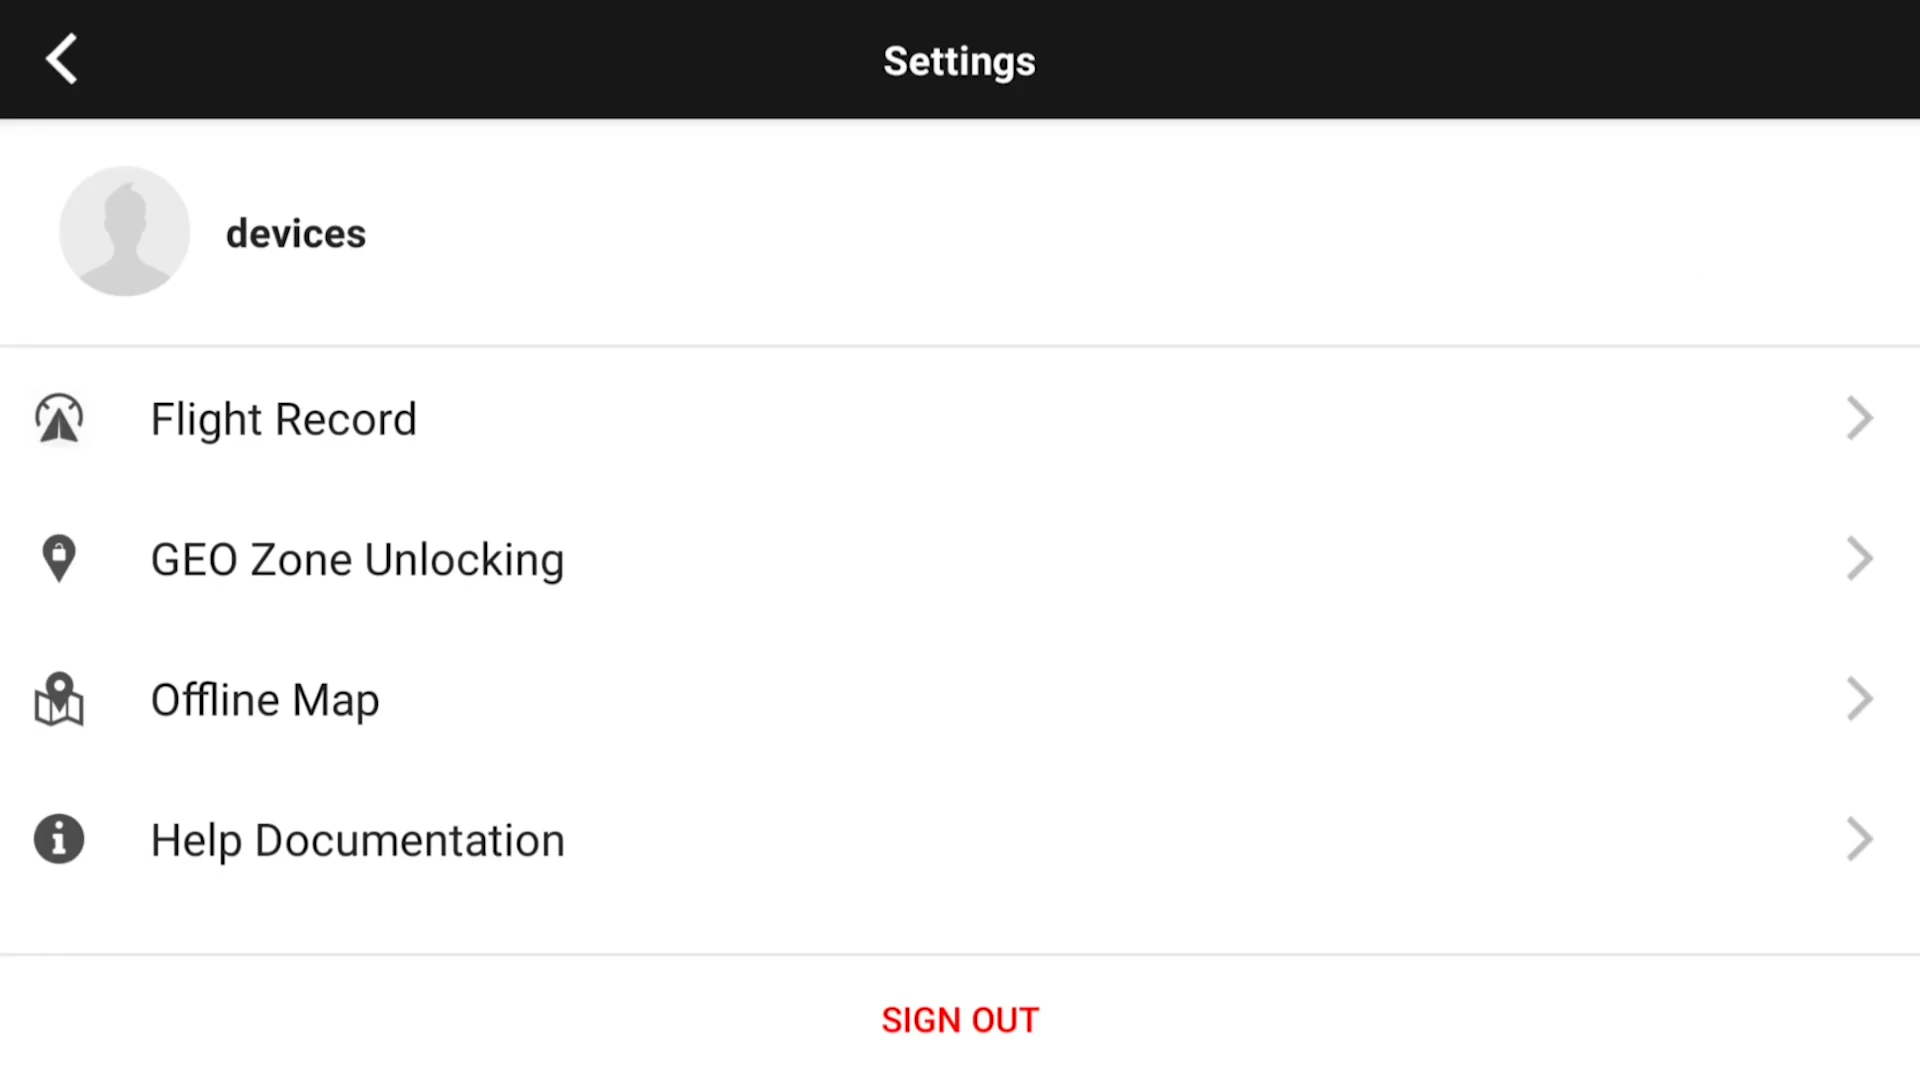 Settings
devices
Flight Record
GEO Zone Unlocking
Offline Map
Help Documentation
SIGN OUT